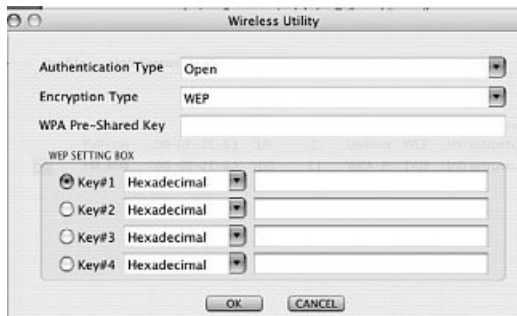 Wireless Utility
Authentication Type Open
Encryption Type WEP
WPA Pre-Shared Key
WEP SETTING BOX
Key#1 Hexadecimal
Key#2 Hexadecimal
Key#3 Hexadecimal
Key#4 Hexadecimal
OK CANCEL